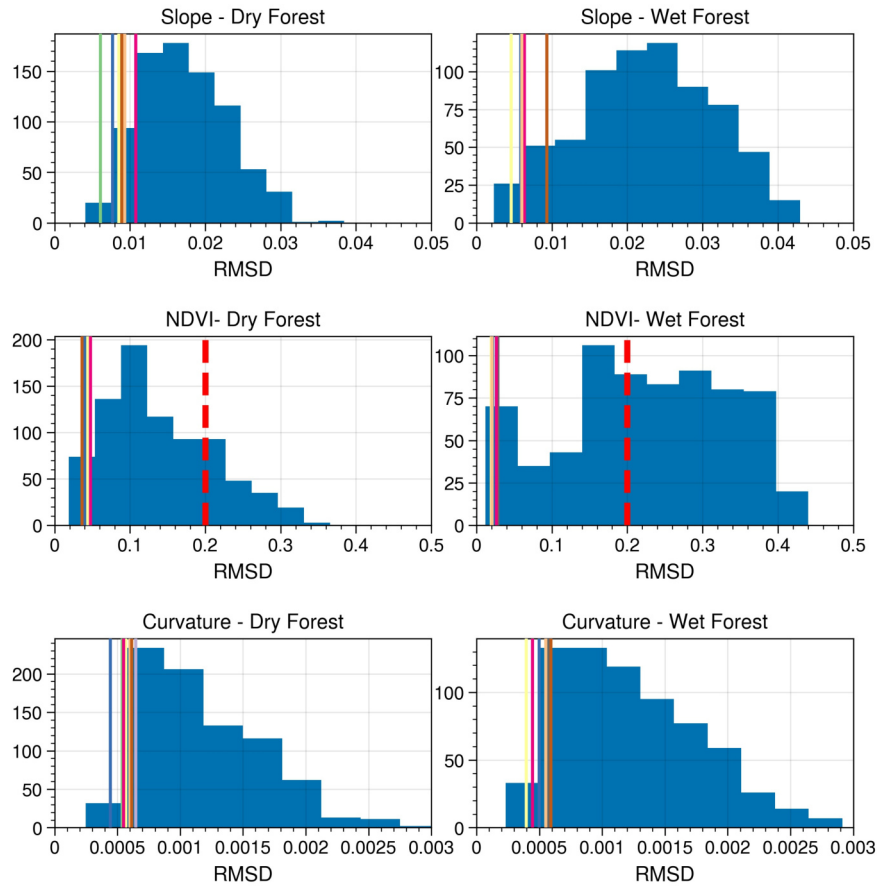 Slope - Dry Forest
150
100
50
0
0 0.01 0.02 0.03 0.04 0.05
RMSD
Slope - Wet Forest
100
75
50
25
0
0 0.01 0.02 0.03 0.04 0.05
RMSD
NDVI- Dry Forest
200
150
100
50
0
0 0.1 0.2 0.3 0.4 0.5
RMSD
NDVI- Wet Forest
100
75
50
25
0
0 0.1 0.2 0.3 0.4 0.5
RMSD
Curvature - Dry Forest
200
150
100
50
0
0 0.0005 0.001 0.0015 0.002 0.0025 0.003
RMSD
Curvature - Wet Forest
100
50
0
0 0.0005 0.001 0.0015 0.002 0.0025 0.003
RMSD